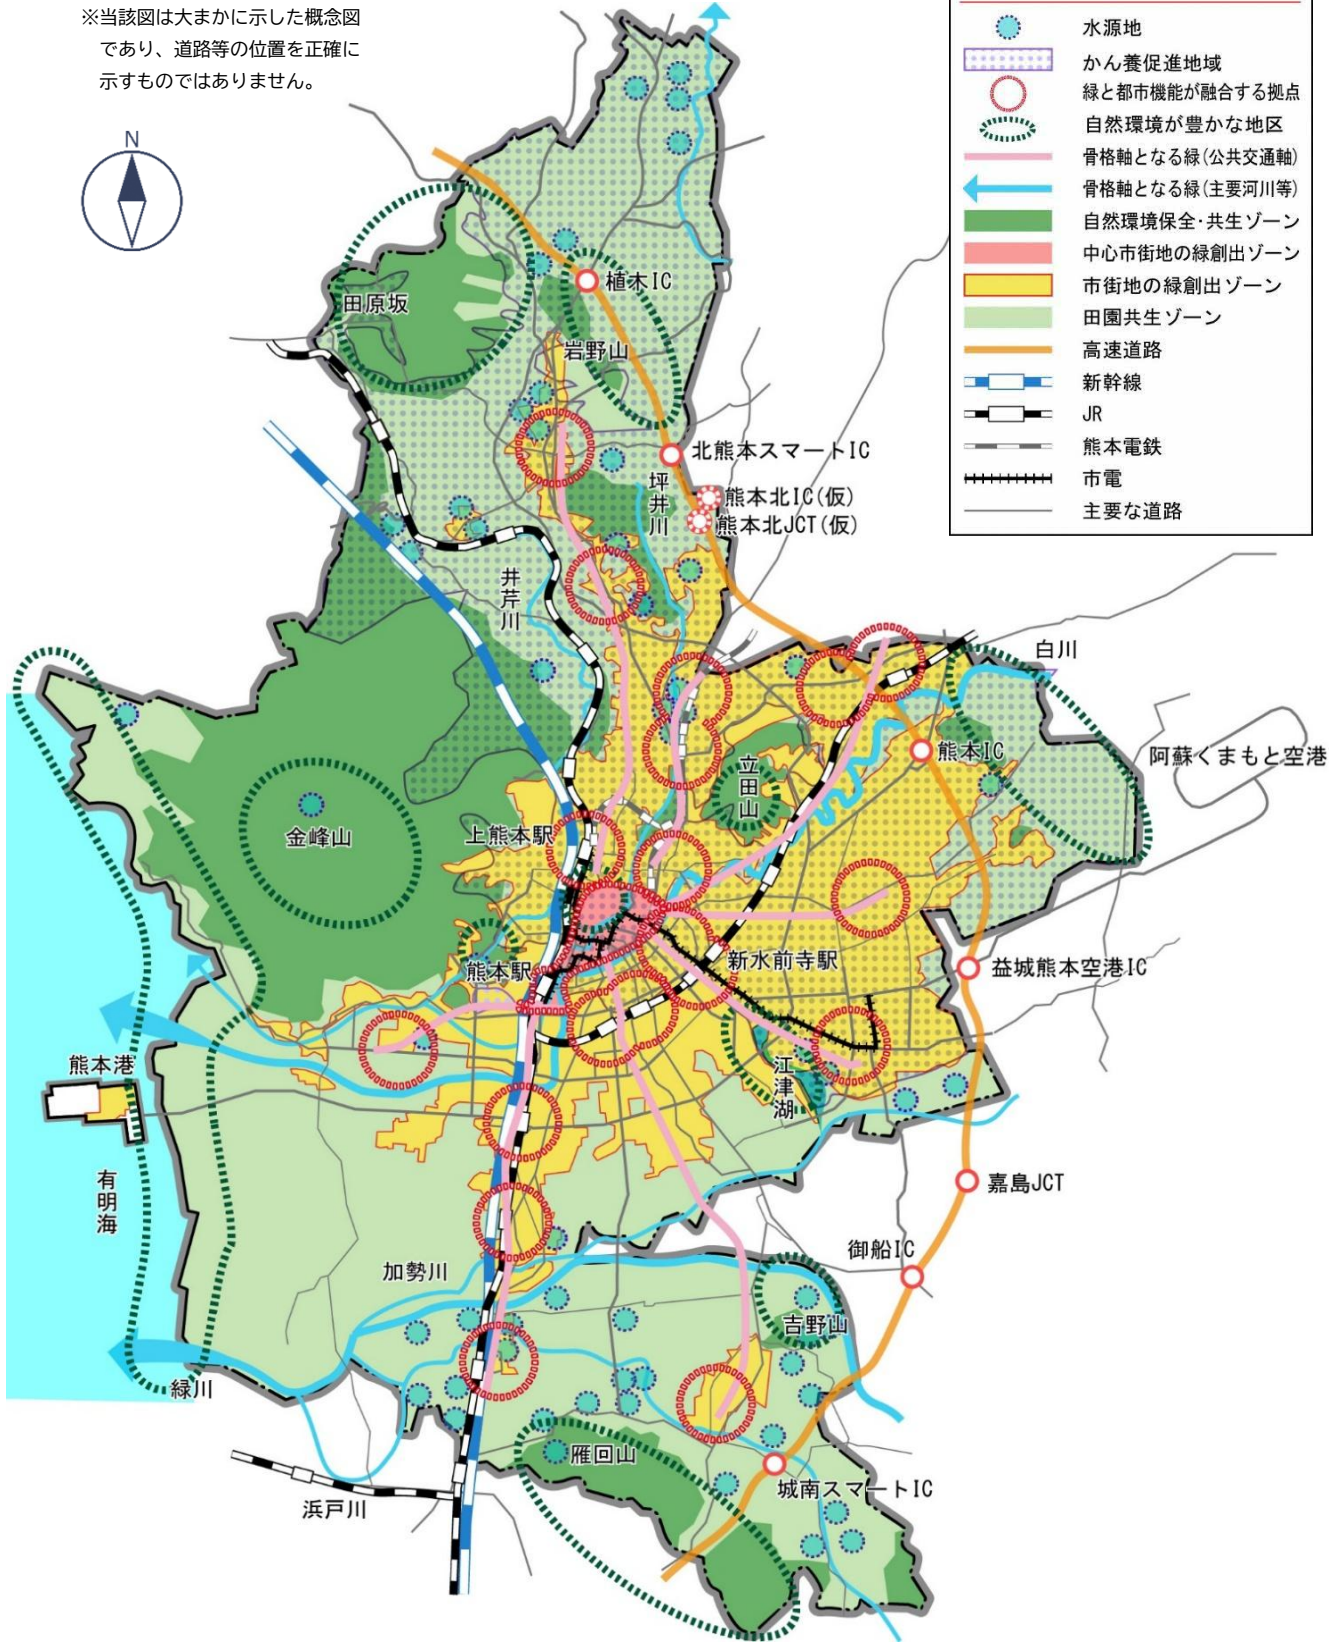 ※当該図は大まかに示した概念図
であり、道路等の位置を正確に
示すものではありません。
N
水源地
かん養促進地域
緑と都市機能が融合する拠点
自然環境が豊かな地区
骨格軸となる緑(公共交通軸)
骨格軸となる緑(主要河川等)
自然環境保全･共生ゾーン
中心市街地の緑創出ゾーン
市街地の緑創出ゾーン
田園共生ゾーン
高速道路
新幹線
JR
熊本電鉄
市電
主要な道路
植木IC
田原坂
岩野山
北熊本スマートIC
坪井川
熊本北IC(仮)
熊本北JCT(仮)
井芹川
白川
熊本IC
阿蘇くまもと空港
立田山
金峰山
上熊本駅
新水前寺駅
熊本駅
益城熊本空港IC
熊本港
江津湖
有明海
嘉島JCT
御船IC
加勢川
吉野山
緑川
雁回山
城南スマートIC
浜戸川